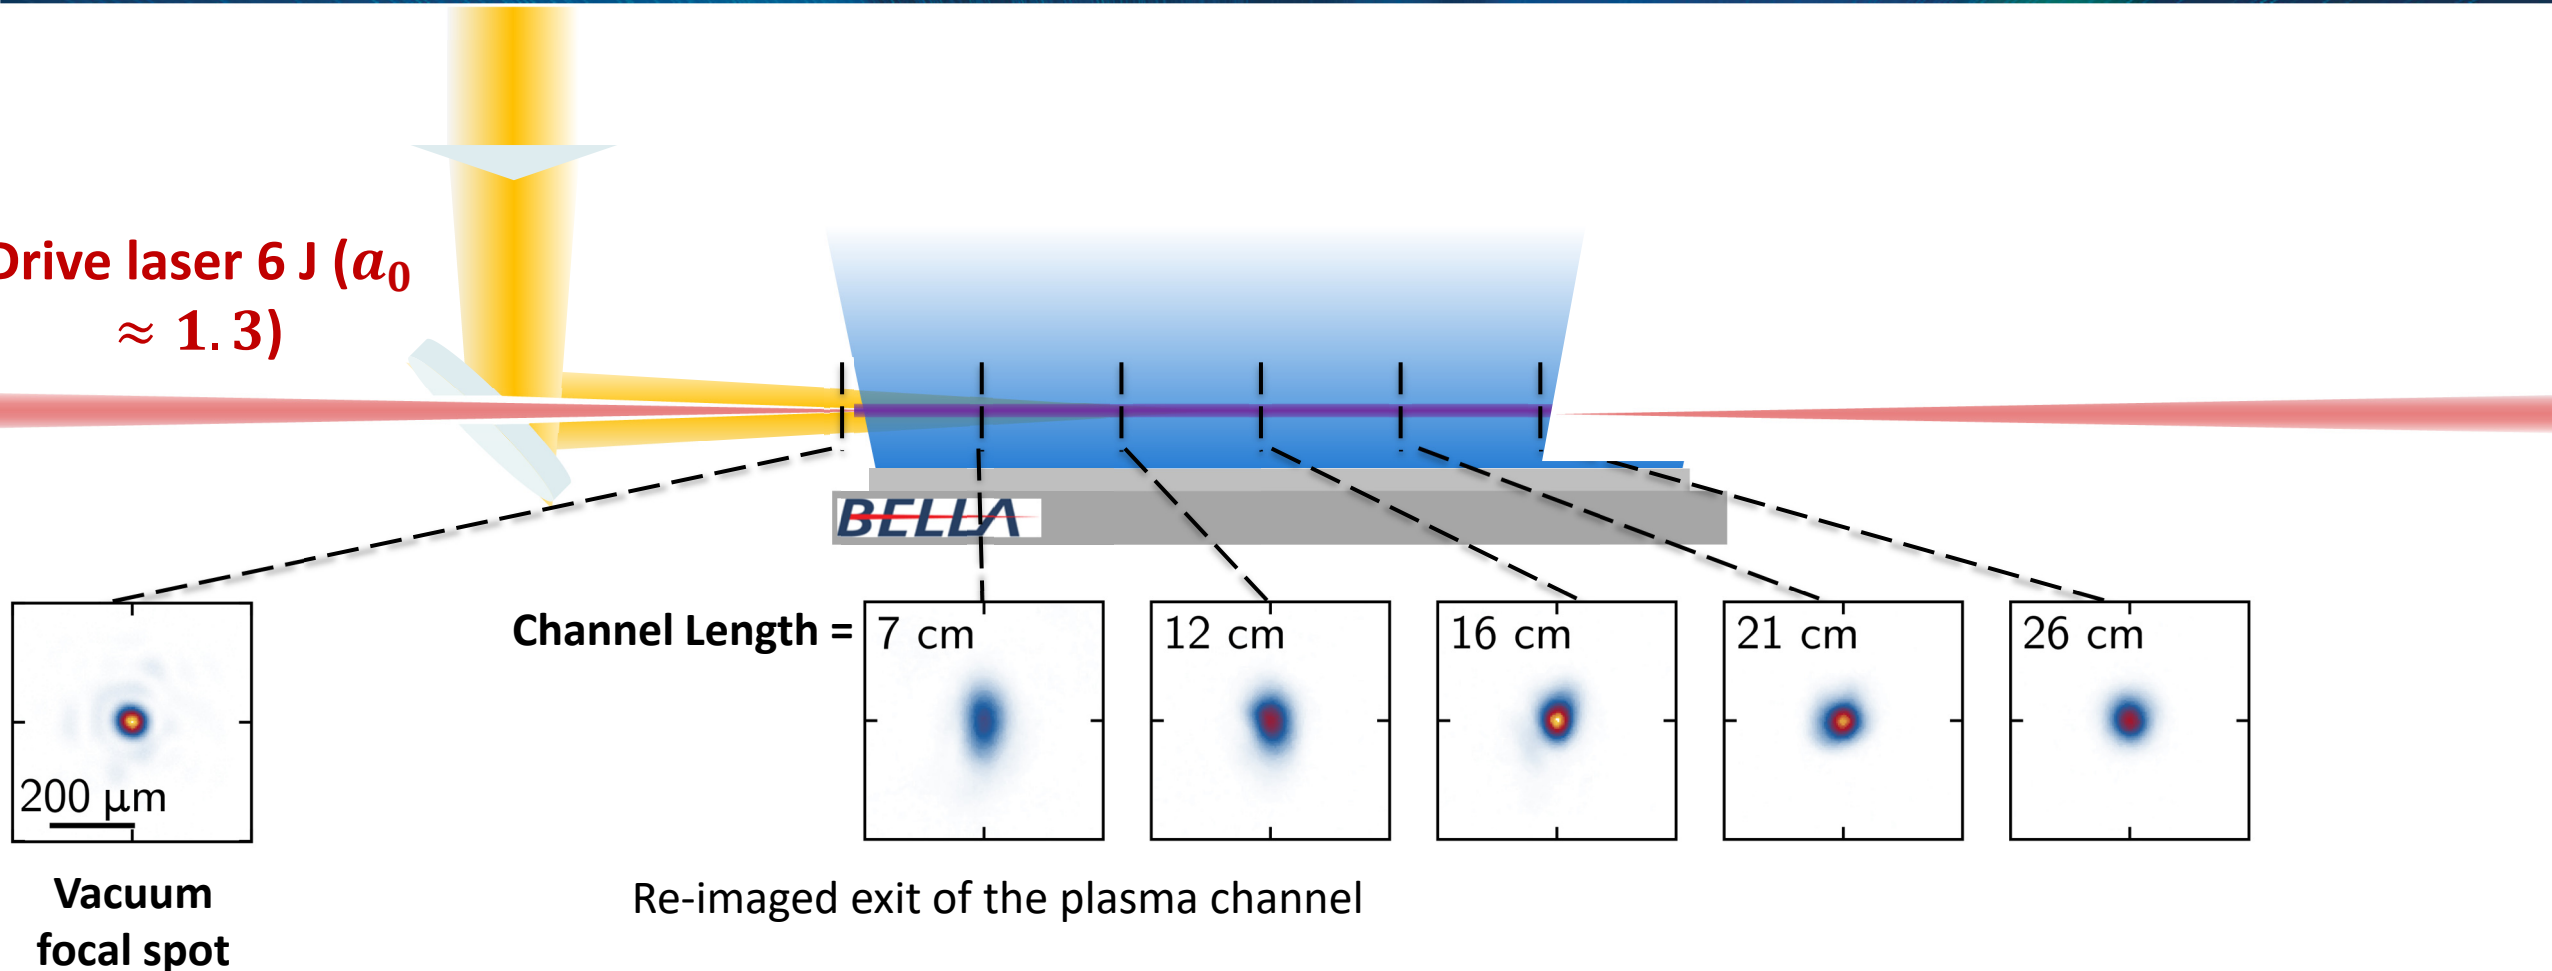 Drive laser 6 J (𝒂₀
≈ 𝟏.𝟑)
BELLA
Channel Length =
7 cm
12 cm
16 cm
21 cm
26 cm
200 µm
Vacuum
focal spot
Re-imaged exit of the plasma channel